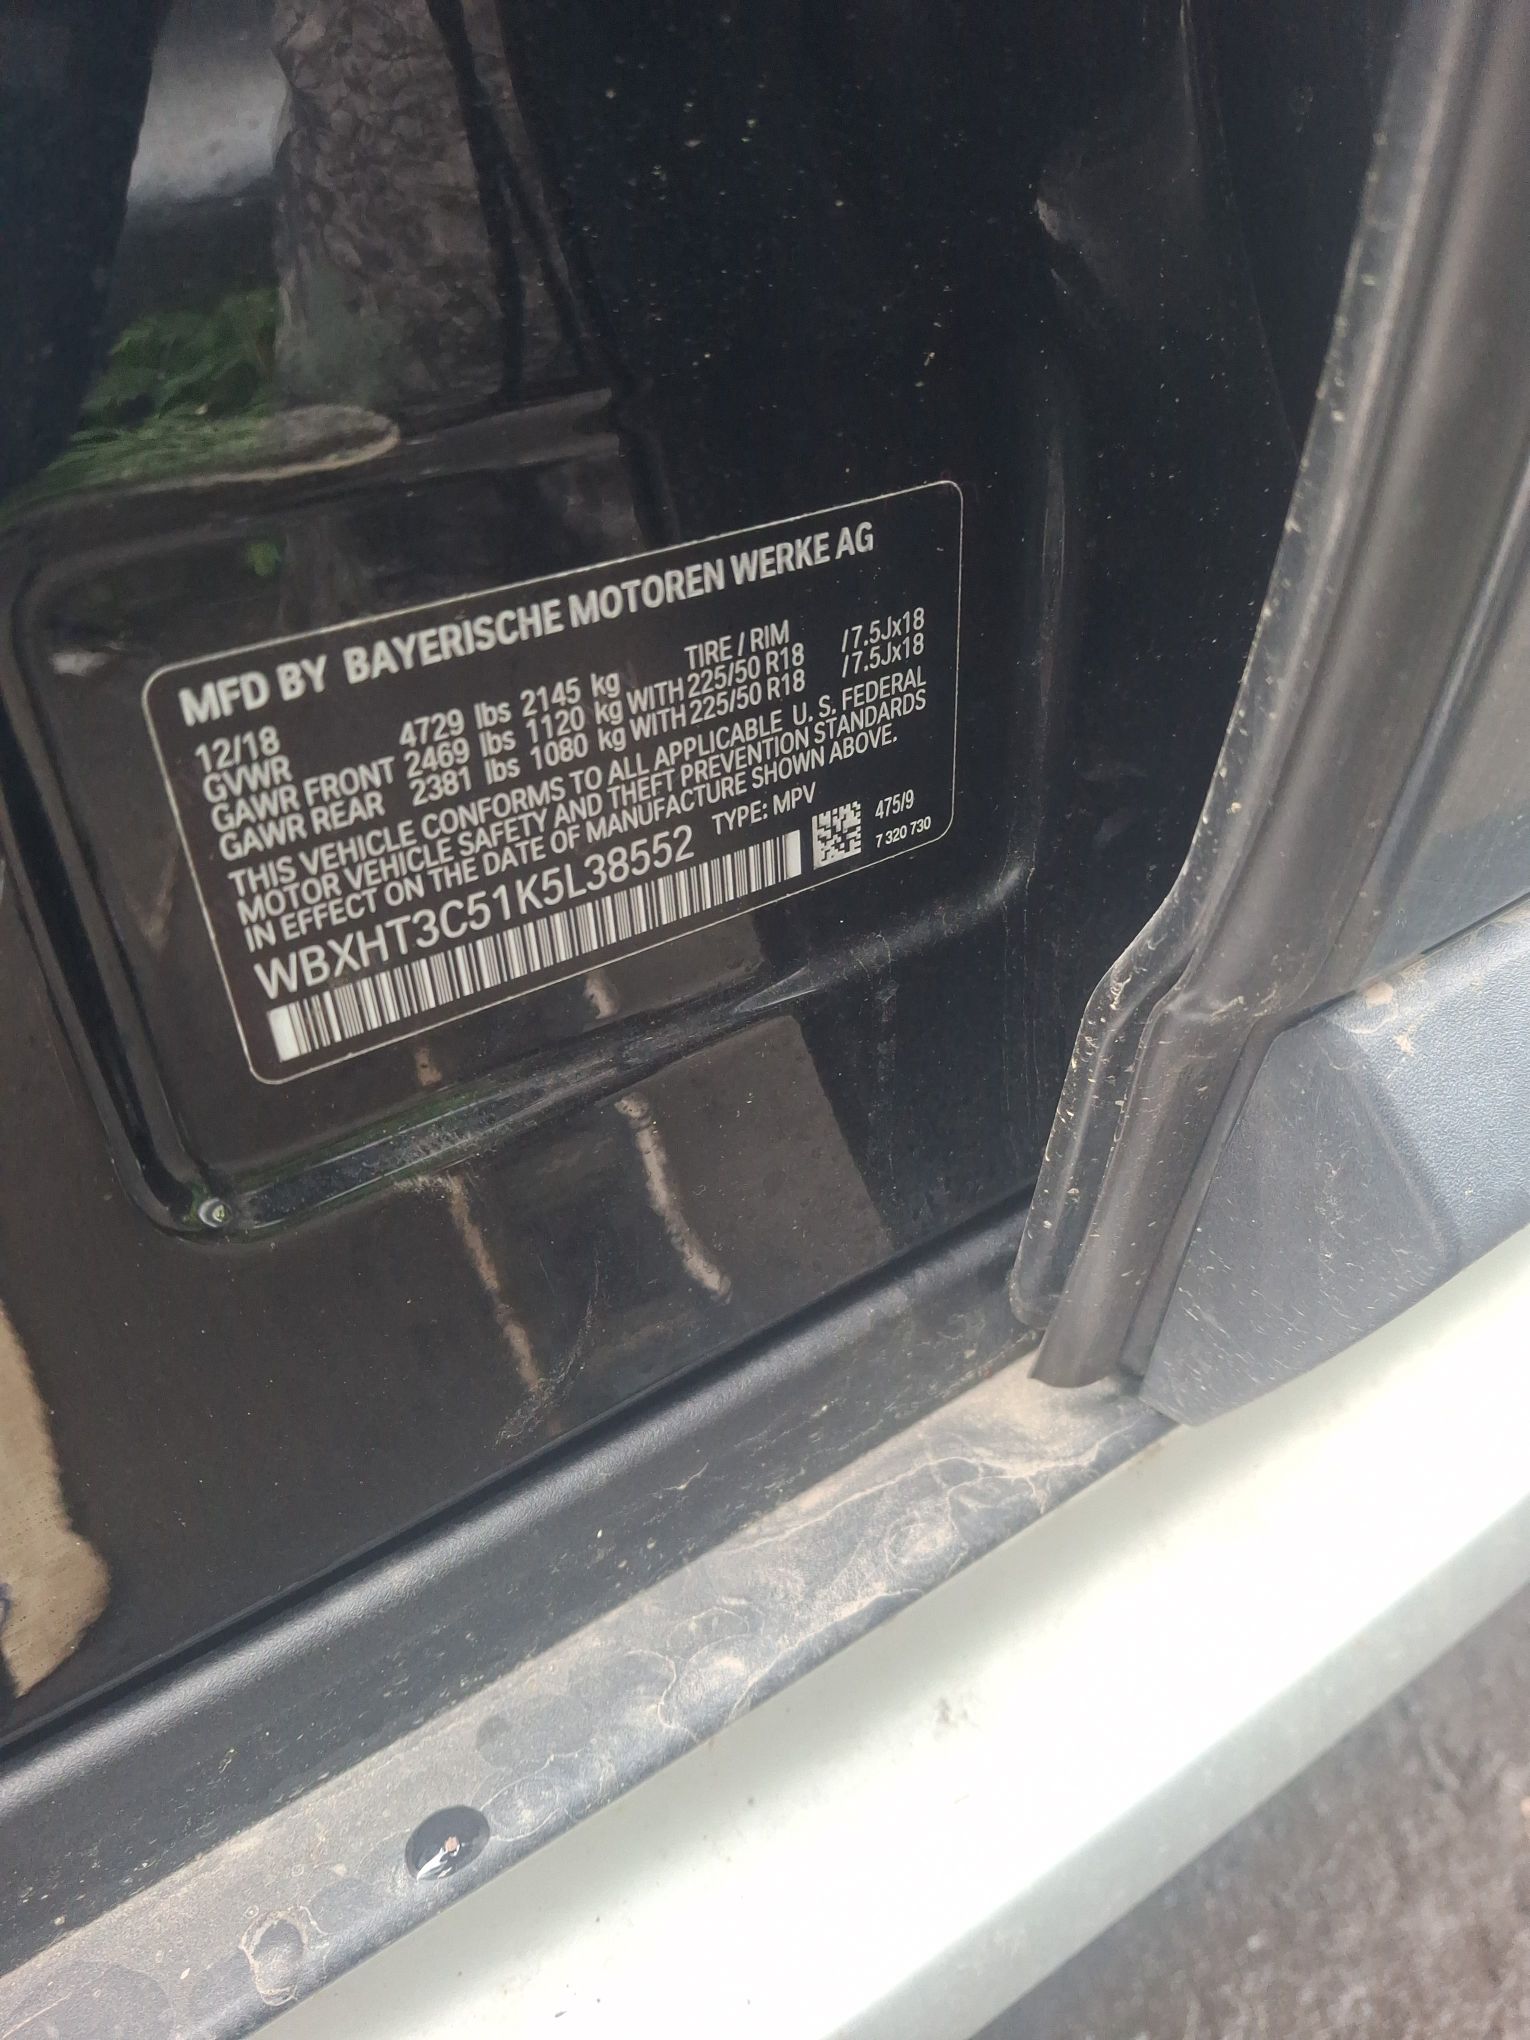 MFD BY BAYERISCHE MOTOREN WERKE AG
12/18 TIRE / RIM
GVWR 4729 lbs 2145 kg
GAWR FRONT 2469 lbs 1120 kg WITH 225/50 R18 /7.5Jx18
GAWR REAR 2381 lbs 1080 kg WITH 225/50 R18 /7.5Jx18
THIS VEHICLE CONFORMS TO ALL APPLICABLE U. S. FEDERAL
MOTOR VEHICLE SAFETY AND THEFT PREVENTION STANDARDS
IN EFFECT ON THE DATE OF MANUFACTURE SHOWN ABOVE.
WBXHT3C51K5L38552 TYPE: MPV
475/9
7 320 730